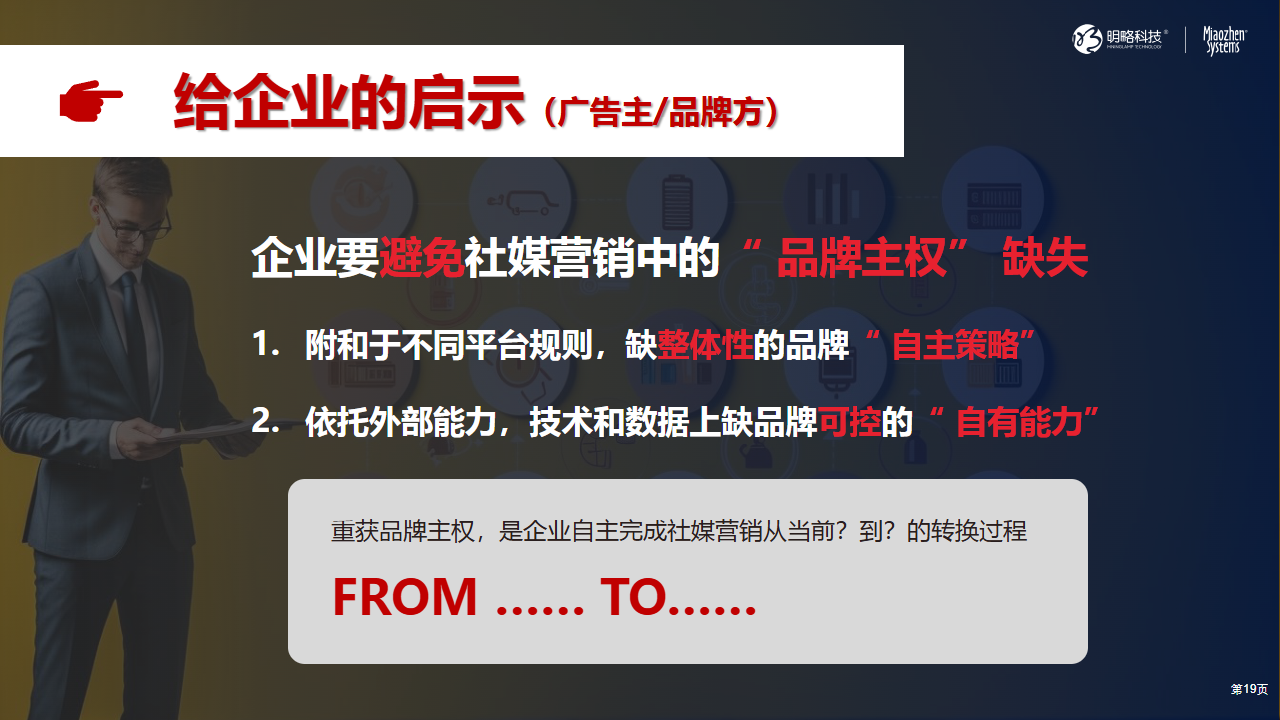 明略科技®
MININGLAMP TECHNOLOGY
Miaozhen®
Systems
给企业的启示（广告主/品牌方）
企业要避免社媒营销中的“品牌主权”缺失
1. 附和于不同平台规则，缺整体性的品牌“自主策略”
2. 依托外部能力，技术和数据上缺品牌可控的“自有能力”
重获品牌主权，是企业自主完成社媒营销从当前？到？的转换过程
FROM …… TO……
第19页